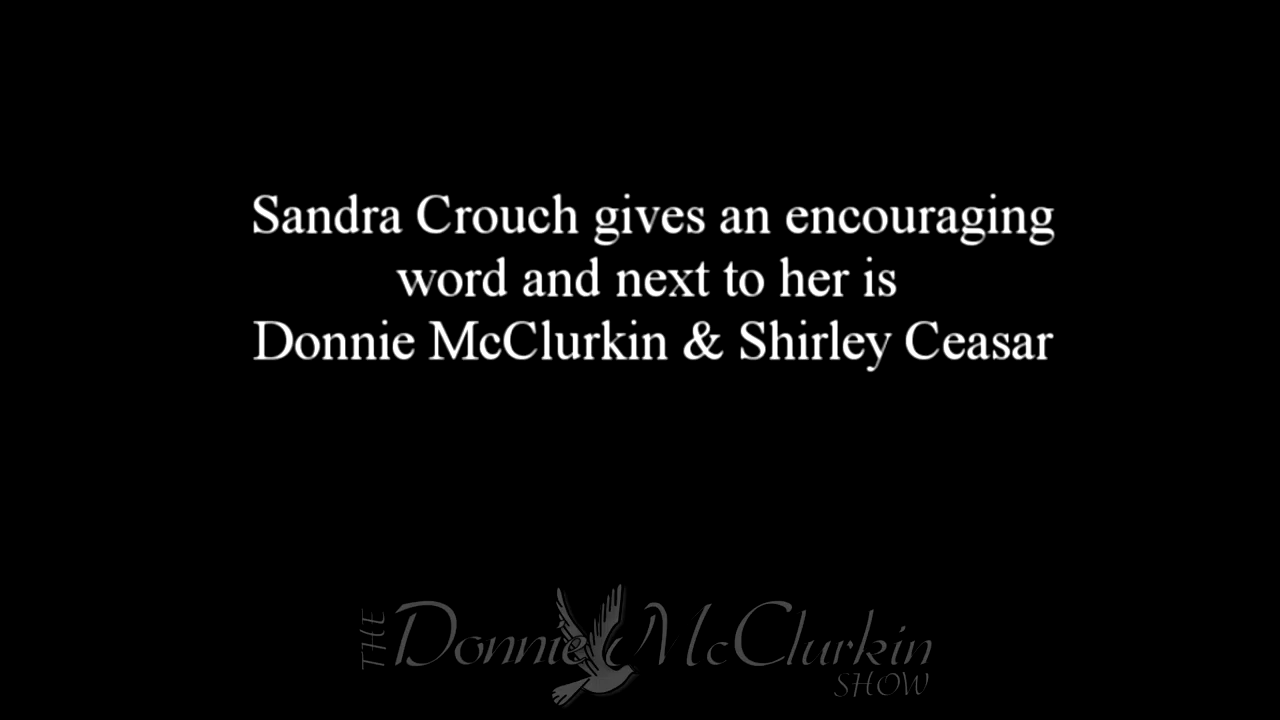 Sandra Crouch gives an encouraging
word and next to her is
Donnie McClurkin & Shirley Ceasar
THE Donnie McClurkin
SHOW